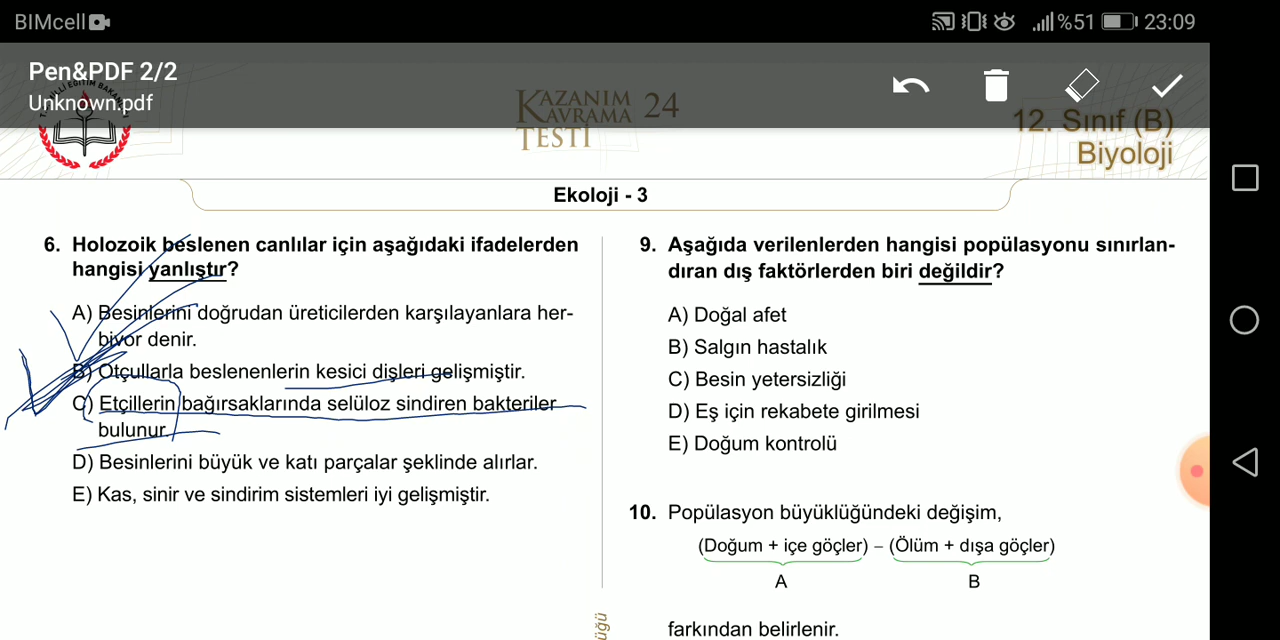 BIMcell
%51 23:09
Pen&PDF 2/2
Unknown.pdf
KAZANIM
KAVRAMA
TESTİ
24
12. Sınıf (B)
Biyoloji
Ekoloji - 3
6. Holozoik beslenen canlılar için aşağıdaki ifadelerden
hangisi yanlıştır?
A) Besinlerini doğrudan üreticilerden karşılayanlara her-
bivor denir.
B) Otçullarla beslenenlerin kesici dişleri gelişmiştir.
C) Etçillerin bağırsaklarında selüloz sindiren bakteriler
bulunur.
D) Besinlerini büyük ve katı parçalar şeklinde alırlar.
E) Kas, sinir ve sindirim sistemleri iyi gelişmiştir.
9. Aşağıda verilenlerden hangisi popülasyonu sınırlan-
dıran dış faktörlerden biri değildir?
A) Doğal afet
B) Salgın hastalık
C) Besin yetersizliği
D) Eş için rekabete girilmesi
E) Doğum kontrolü
10. Popülasyon büyüklüğündeki değişim,
(Doğum + içe göçler) – (Ölüm + dışa göçler)
A B
farkından belirlenir.